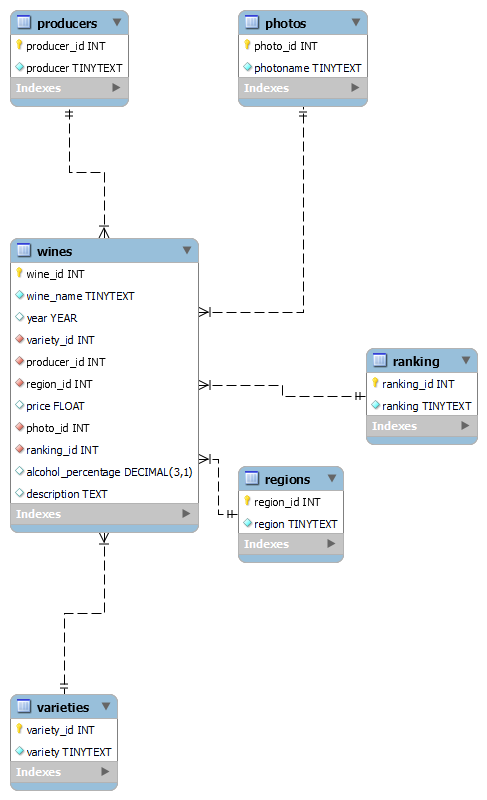 producers
producer_id INT
producer TINYTEXT
Indexes
photos
photo_id INT
photoname TINYTEXT
Indexes
wines
wine_id INT
wine_name TINYTEXT
year YEAR
variety_id INT
producer_id INT
region_id INT
price FLOAT
photo_id INT
ranking_id INT
alcohol_percentage DECIMAL(3,1)
description TEXT
Indexes
ranking
ranking_id INT
ranking TINYTEXT
Indexes
regions
region_id INT
region TINYTEXT
Indexes
varieties
variety_id INT
variety TINYTEXT
Indexes